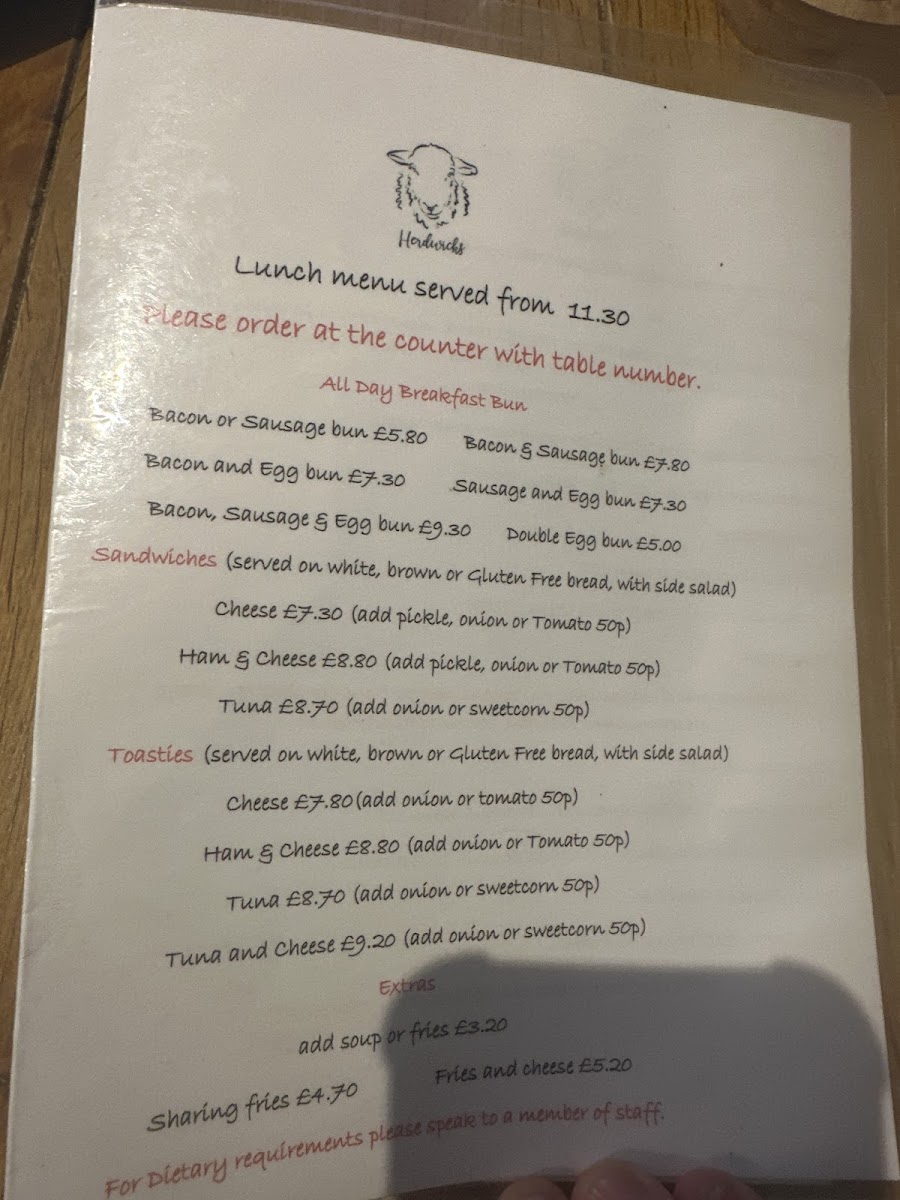 Herdwicks
Lunch menu served from 11.30
Please order at the counter with table number.
All Day Breakfast Bun
Bacon or Sausage bun £5.80 Bacon & Sausage bun £7.80
Bacon and Egg bun £7.30 Sausage and Egg bun £7.30
Bacon, Sausage & Egg bun £9.30 Double Egg bun £5.00
Sandwiches (served on white, brown or Gluten Free bread, with side salad)
Cheese £7.30 (add pickle, onion or Tomato 50p)
Ham & Cheese £8.80 (add pickle, onion or Tomato 50p)
Tuna £8.70 (add onion or sweetcorn 50p)
Toasties (served on white, brown or Gluten Free bread, with side salad)
Cheese £7.80 (add onion or tomato 50p)
Ham & Cheese £8.80 (add onion or Tomato 50p)
Tuna £8.70 (add onion or sweetcorn 50p)
Tuna and Cheese £9.20 (add onion or sweetcorn 50p)
Extras
add soup or fries £3.20
Sharing fries £4.70 Fries and cheese £5.20
For Dietary requirements please speak to a member of staff.